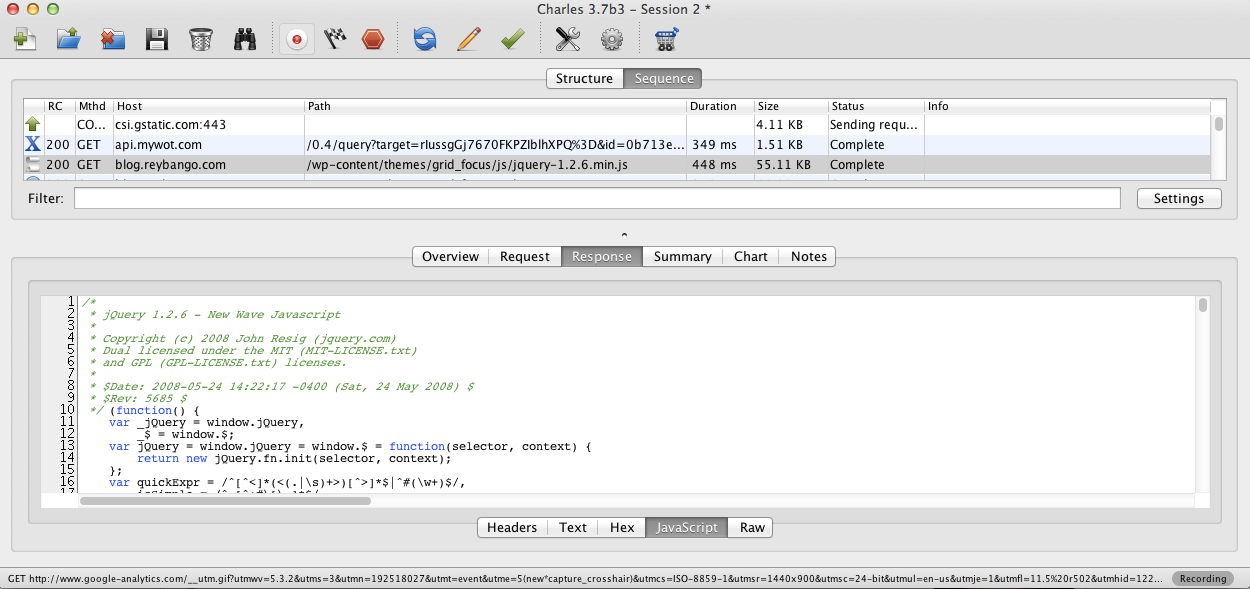 Charles 3.7b3 - Session 2 *
Structure Sequence
RC Mthd Host Path Duration Size Status Info
CO... csi.gstatic.com:443 4.11 KB Sending requ...
X 200 GET api.mywot.com /0.4/query?target=rIussgGj7670FKPZIblhXPQ%3D&id=0b713e... 349 ms 1.51 KB Complete
200 GET blog.reybango.com /wp-content/themes/grid_focus/js/jquery-1.2.6.min.js 448 ms 55.11 KB Complete
Filter: Settings
Overview Request Response Summary Chart Notes
1 /*
2 * jQuery 1.2.6 - New Wave Javascript
3 *
4 * Copyright (c) 2008 John Resig (jquery.com)
5 * Dual licensed under the MIT (MIT-LICENSE.txt)
6 * and GPL (GPL-LICENSE.txt) licenses.
7 *
8 * $Date: 2008-05-24 14:22:17 -0400 (Sat, 24 May 2008) $
9 * $Rev: 5685 $
10 */ (function() {
11 var _jQuery = window.jQuery,
12 _$ = window.$;
13 var jQuery = window.jQuery = window.$ = function(selector, context) {
14 return new jQuery.fn.init(selector, context);
15 };
16 var quickExpr = /^[^<]*(<(.|\s)+>)[^>]*$|^#(\w+)$/,
17
Headers Text Hex JavaScript Raw
GET http://www.google-analytics.com/__utm.gif?utmwv=5.3.2&utms=3&utmn=192518027&utmt=event&utme=5(new*capture_crosshair)&utmcs=ISO-8859-1&utmsr=1440x900&utmsc=24-bit&utmul=en-us&utmje=1&utmfl=11.5%20r502&utmhid=122... Recording